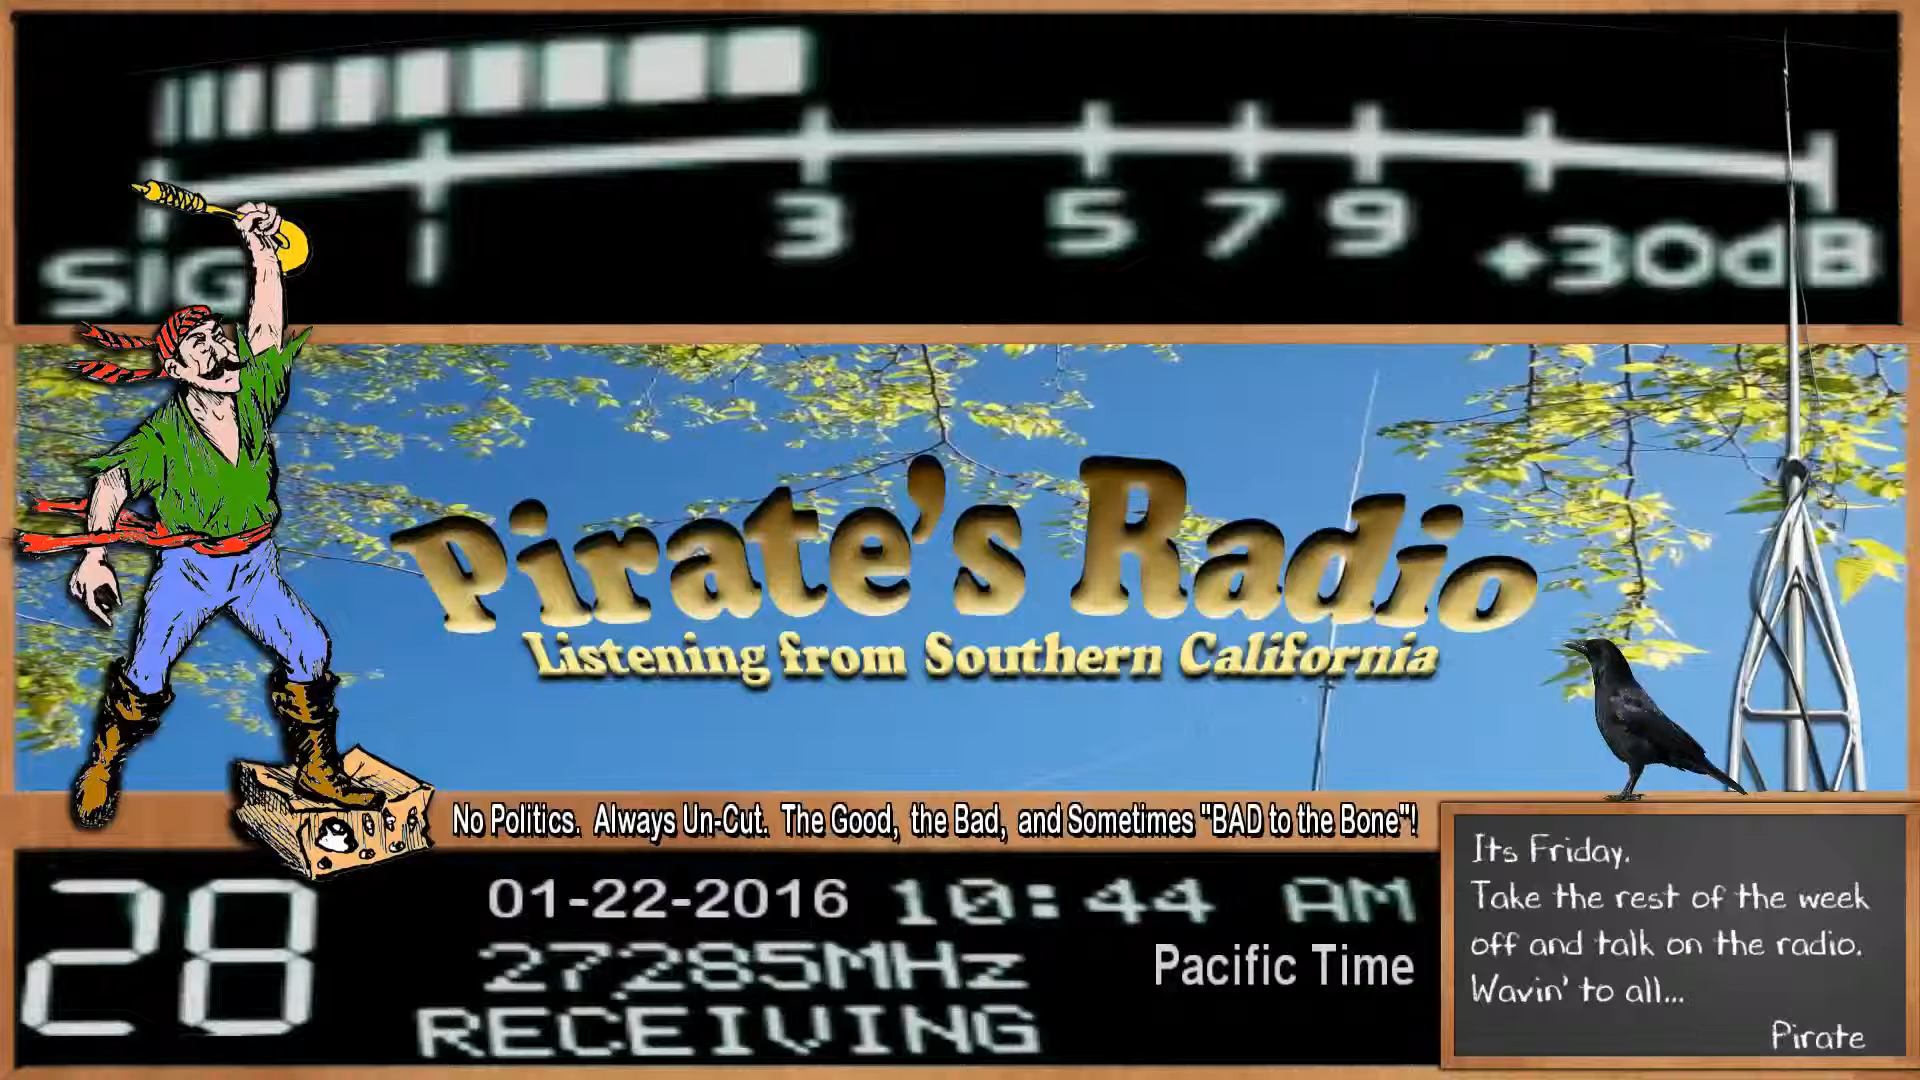 SIG 1 3 5 7 9 +30dB
Pirate's Radio
Listening from Southern California
No Politics. Always Un-Cut. The Good, the Bad, and Sometimes "BAD to the Bone"!
28
01-22-2016 10:44 AM
27.285MHz
Pacific Time
RECEIVING
Its Friday.
Take the rest of the week
off and talk on the radio.
Wavin' to all...
Pirate